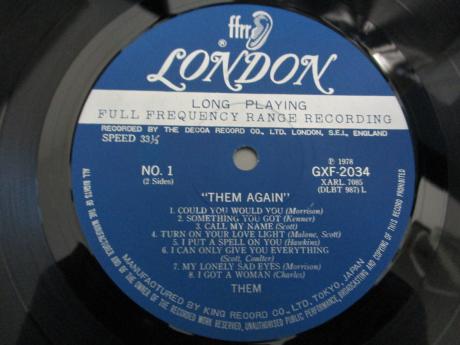 ffrr
LONDON
®
LONG PLAYING
FULL FREQUENCY RANGE RECORDING
RECORDED BY THE DECCA RECORD CO., LTD. LONDON, S.E.I., ENGLAND
SPEED 33⅓
NO. 1
(2 Sides)
℗ 1978
GXF-2034
XARL. 7085
(DLBT 987) L
"THEM AGAIN"
1. COULD YOU WOULD YOU (Morrison)
2. SOMETHING YOU GOT (Kenner)
3. CALL MY NAME (Scott)
4. TURN ON YOUR LOVE LIGHT (Malone, Scott)
5. I PUT A SPELL ON YOU (Hawkins)
6. I CAN ONLY GIVE YOU EVERYTHING
(Scott, Coulter)
7. MY LONELY SAD EYES (Morrison)
8. I GOT A WOMAN (Charles)
THEM
MANUFACTURED BY KING RECORD CO., LTD, TOKYO, JAPAN
ALL RIGHTS OF THE MANUFACTURER AND OF THE OWNER OF THE RECORDED WORK RESERVED, UNAUTHORISED PUBLIC PERFORMANCE, BROADCASTING AND COPYING OF THIS RECORD PROHIBITED